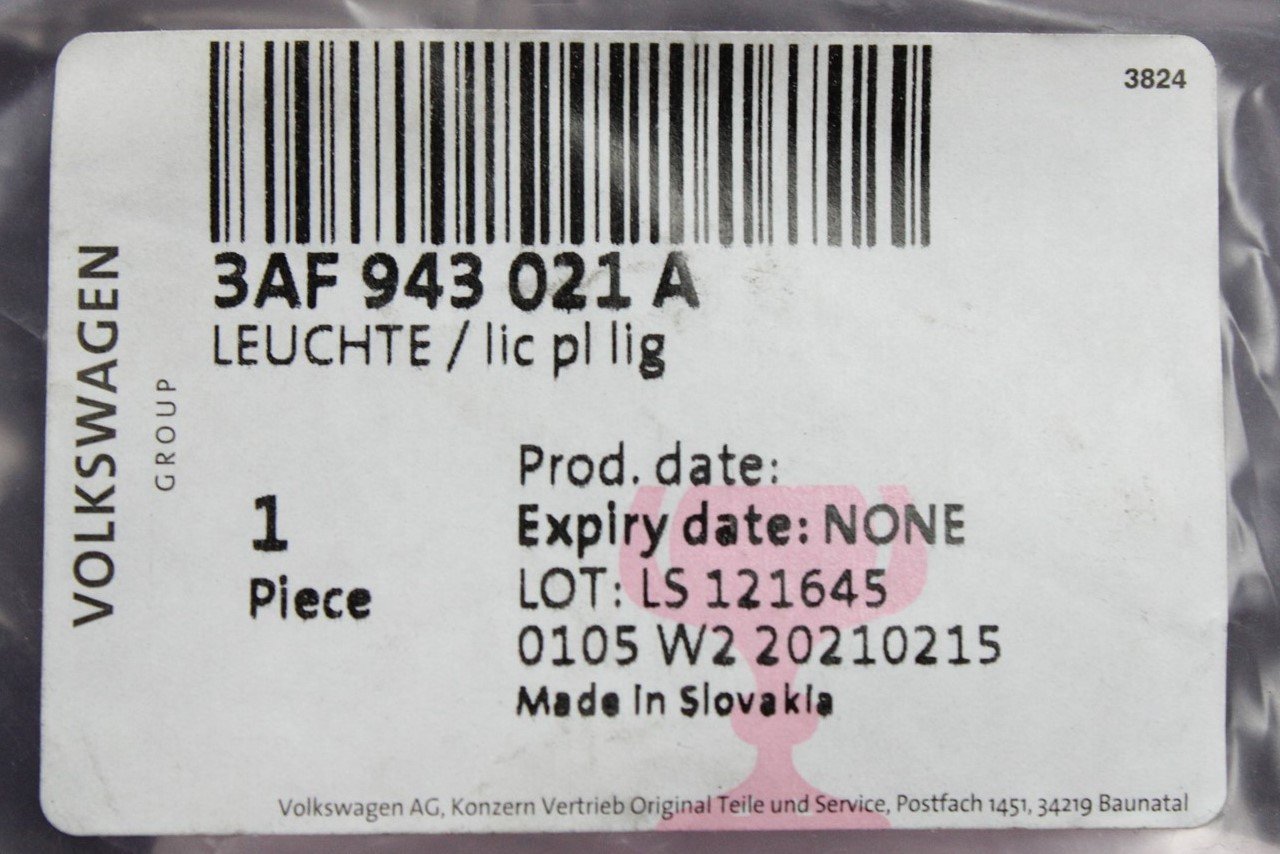 3824
3AF 943 021 A
LEUCHTE / lic pl lig
VOLKSWAGEN
GROUP
1
Piece
Prod. date:
Expiry date: NONE
LOT: LS 121645
0105 W2 20210215
Made in Slovakia
Volkswagen AG, Konzern Vertrieb Original Teile und Service, Postfach 1451, 34219 Baunatal